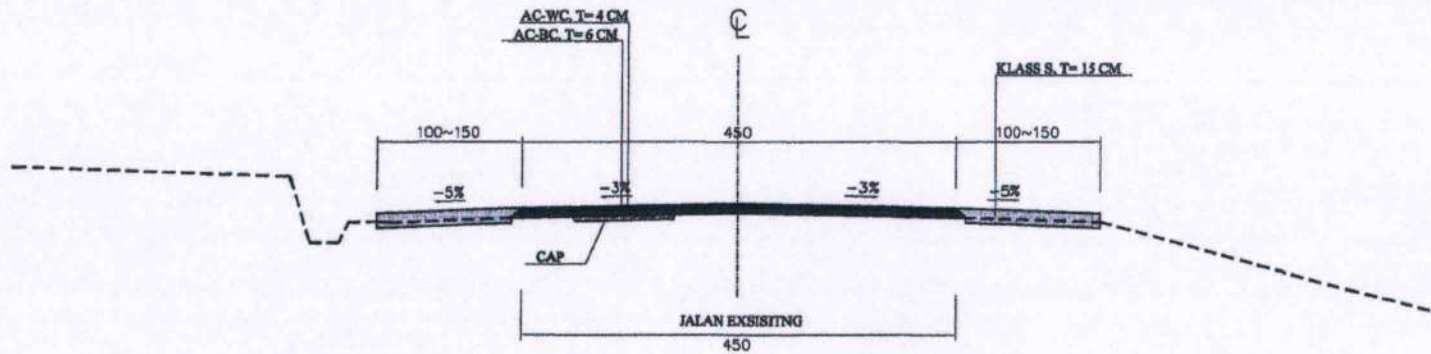 AC-WC, T= 4 CM
AC-BC, T= 6 CM
CL
KLASS S, T= 15 CM
100~150
450
100~150
-5%
-3%
-3%
-5%
CAP
JALAN EXSISITNG
450